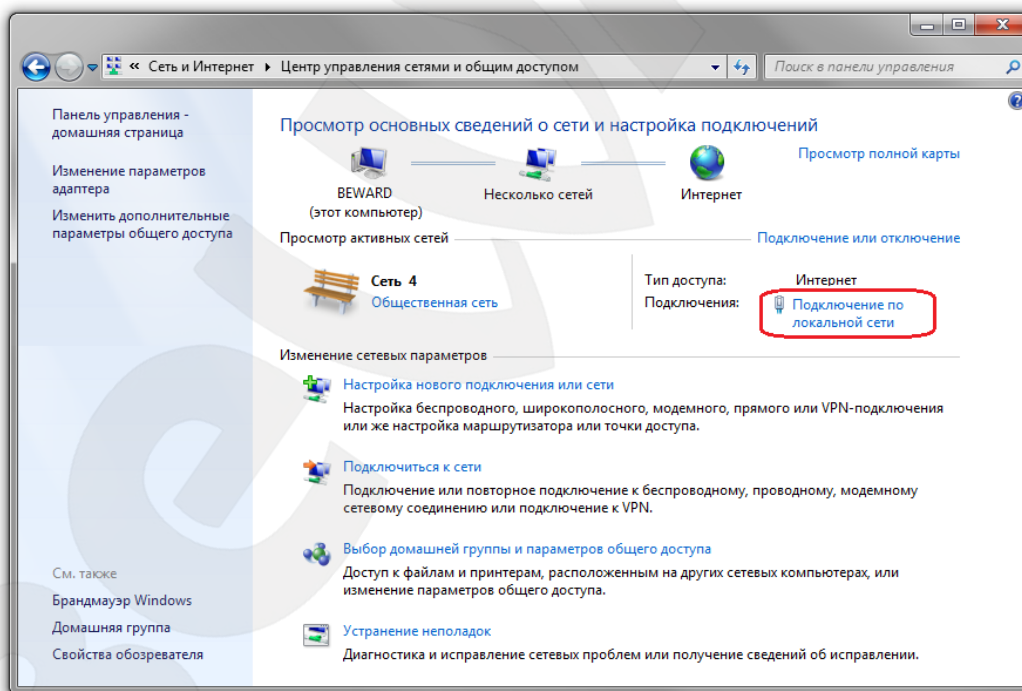 « Сеть и Интернет ▸ Центр управления сетями и общим доступом
Поиск в панели управления
Панель управления -
домашняя страница
Изменение параметров
адаптера
Изменить дополнительные
параметры общего доступа
См. также
Брандмауэр Windows
Домашняя группа
Свойства обозревателя
Просмотр основных сведений о сети и настройка подключений
Просмотр полной карты
BEWARD
(этот компьютер)
Несколько сетей
Интернет
Просмотр активных сетей
Подключение или отключение
Сеть 4
Общественная сеть
Тип доступа: Интернет
Подключения: Подключение по
локальной сети
Изменение сетевых параметров
Настройка нового подключения или сети
Настройка беспроводного, широкополосного, модемного, прямого или VPN-подключения
или же настройка маршрутизатора или точки доступа.
Подключиться к сети
Подключение или повторное подключение к беспроводному, проводному, модемному
сетевому соединению или подключение к VPN.
Выбор домашней группы и параметров общего доступа
Доступ к файлам и принтерам, расположенным на других сетевых компьютерах, или
изменение параметров общего доступа.
Устранение неполадок
Диагностика и исправление сетевых проблем или получение сведений об исправлении.